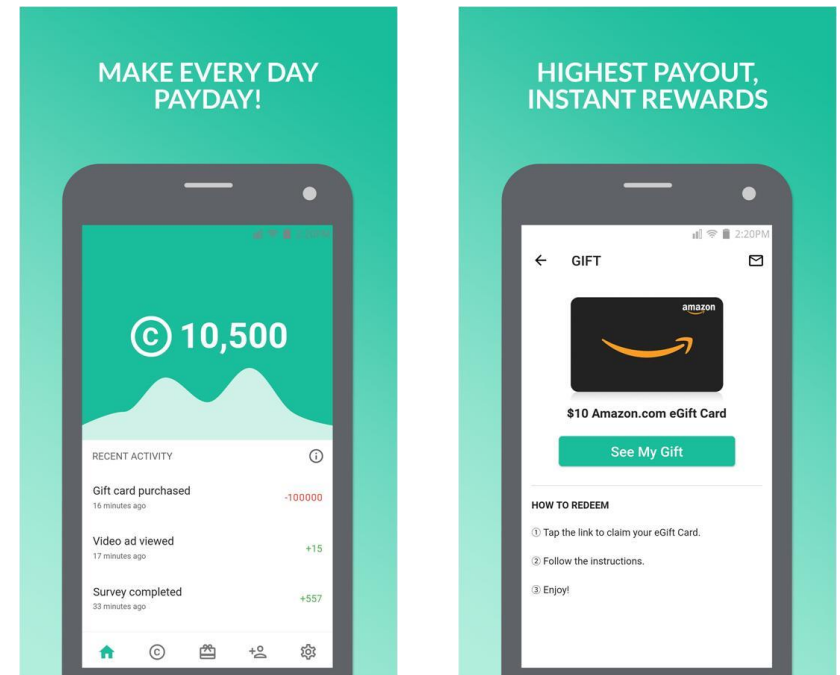 MAKE EVERY DAY
PAYDAY!
© 10,500
RECENT ACTIVITY
Gift card purchased
16 minutes ago
-100000
Video ad viewed
17 minutes ago
+15
Survey completed
33 minutes ago
+557
HIGHEST PAYOUT,
INSTANT REWARDS
2:20PM
GIFT
amazon
$10 Amazon.com eGift Card
See My Gift
HOW TO REDEEM
① Tap the link to claim your eGift Card.
② Follow the instructions.
③ Enjoy!